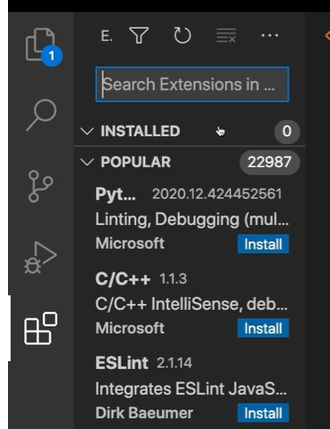 E. ...
1
Search Extensions in ...
INSTALLED 0
POPULAR 22987
Pyt... 2020.12.424452561
Linting, Debugging (mul...
Microsoft Install
C/C++ 1.1.3
C/C++ IntelliSense, deb...
Microsoft Install
ESLint 2.1.14
Integrates ESLint JavaS...
Dirk Baeumer Install